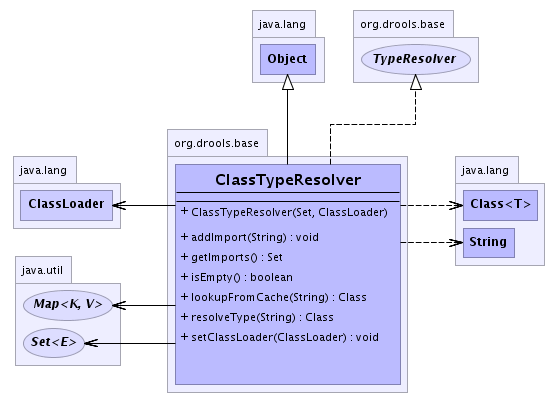 java.lang
Object
org.drools.base
TypeResolver
org.drools.base
ClassTypeResolver
+ ClassTypeResolver(Set, ClassLoader)
+ addImport(String) : void
+ getImports() : Set
+ isEmpty() : boolean
+ lookupFromCache(String) : Class
+ resolveType(String) : Class
+ setClassLoader(ClassLoader) : void
java.lang
ClassLoader
java.util
Map<K, V>
Set<E>
java.lang
Class<T>
String